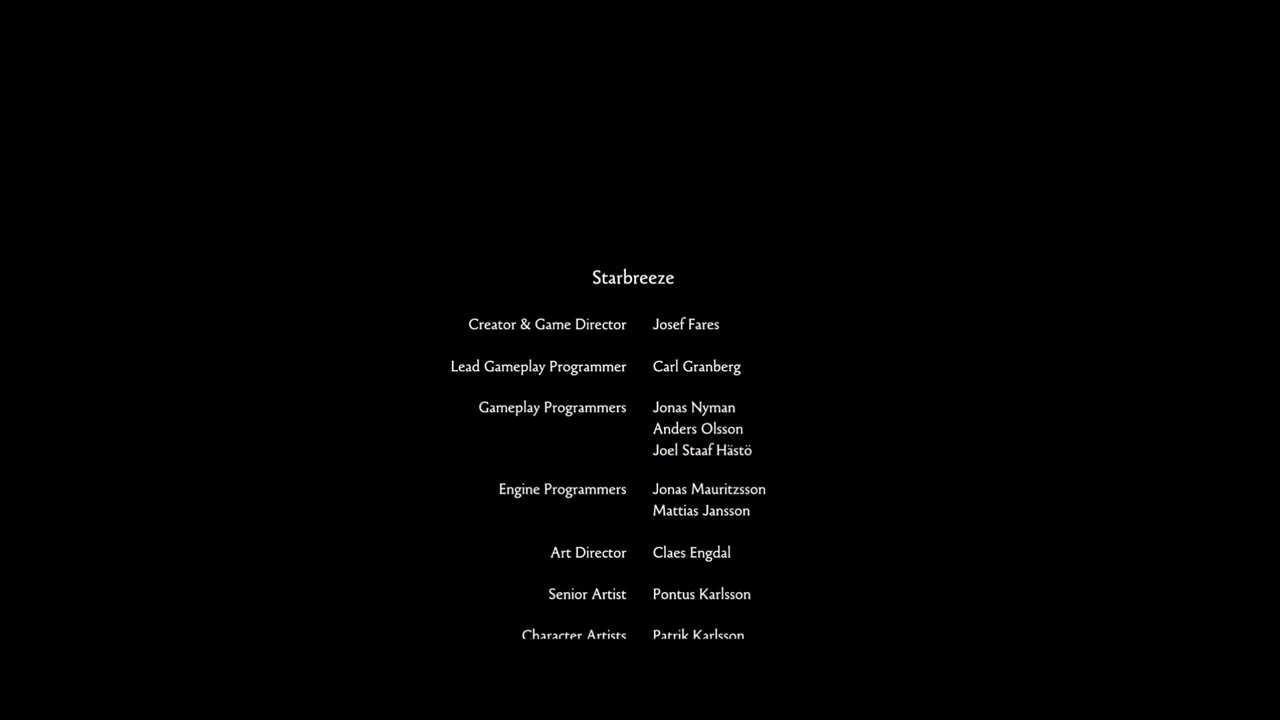 Starbreeze
Creator & Game Director Josef Fares
Lead Gameplay Programmer Carl Granberg
Gameplay Programmers Jonas Nyman
Anders Olsson
Joel Staaf Hästö
Engine Programmers Jonas Mauritzsson
Mattias Jansson
Art Director Claes Engdal
Senior Artist Pontus Karlsson
Character Artists Patrik Karlsson